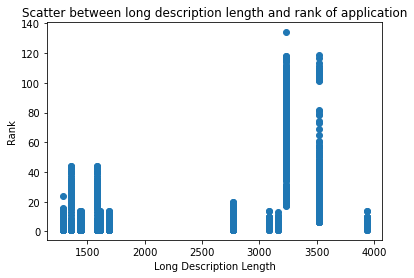 Scatter between long description length and rank of application
140
120
100
80
60
40
20
0
Rank
1500 2000 2500 3000 3500 4000
Long Description Length